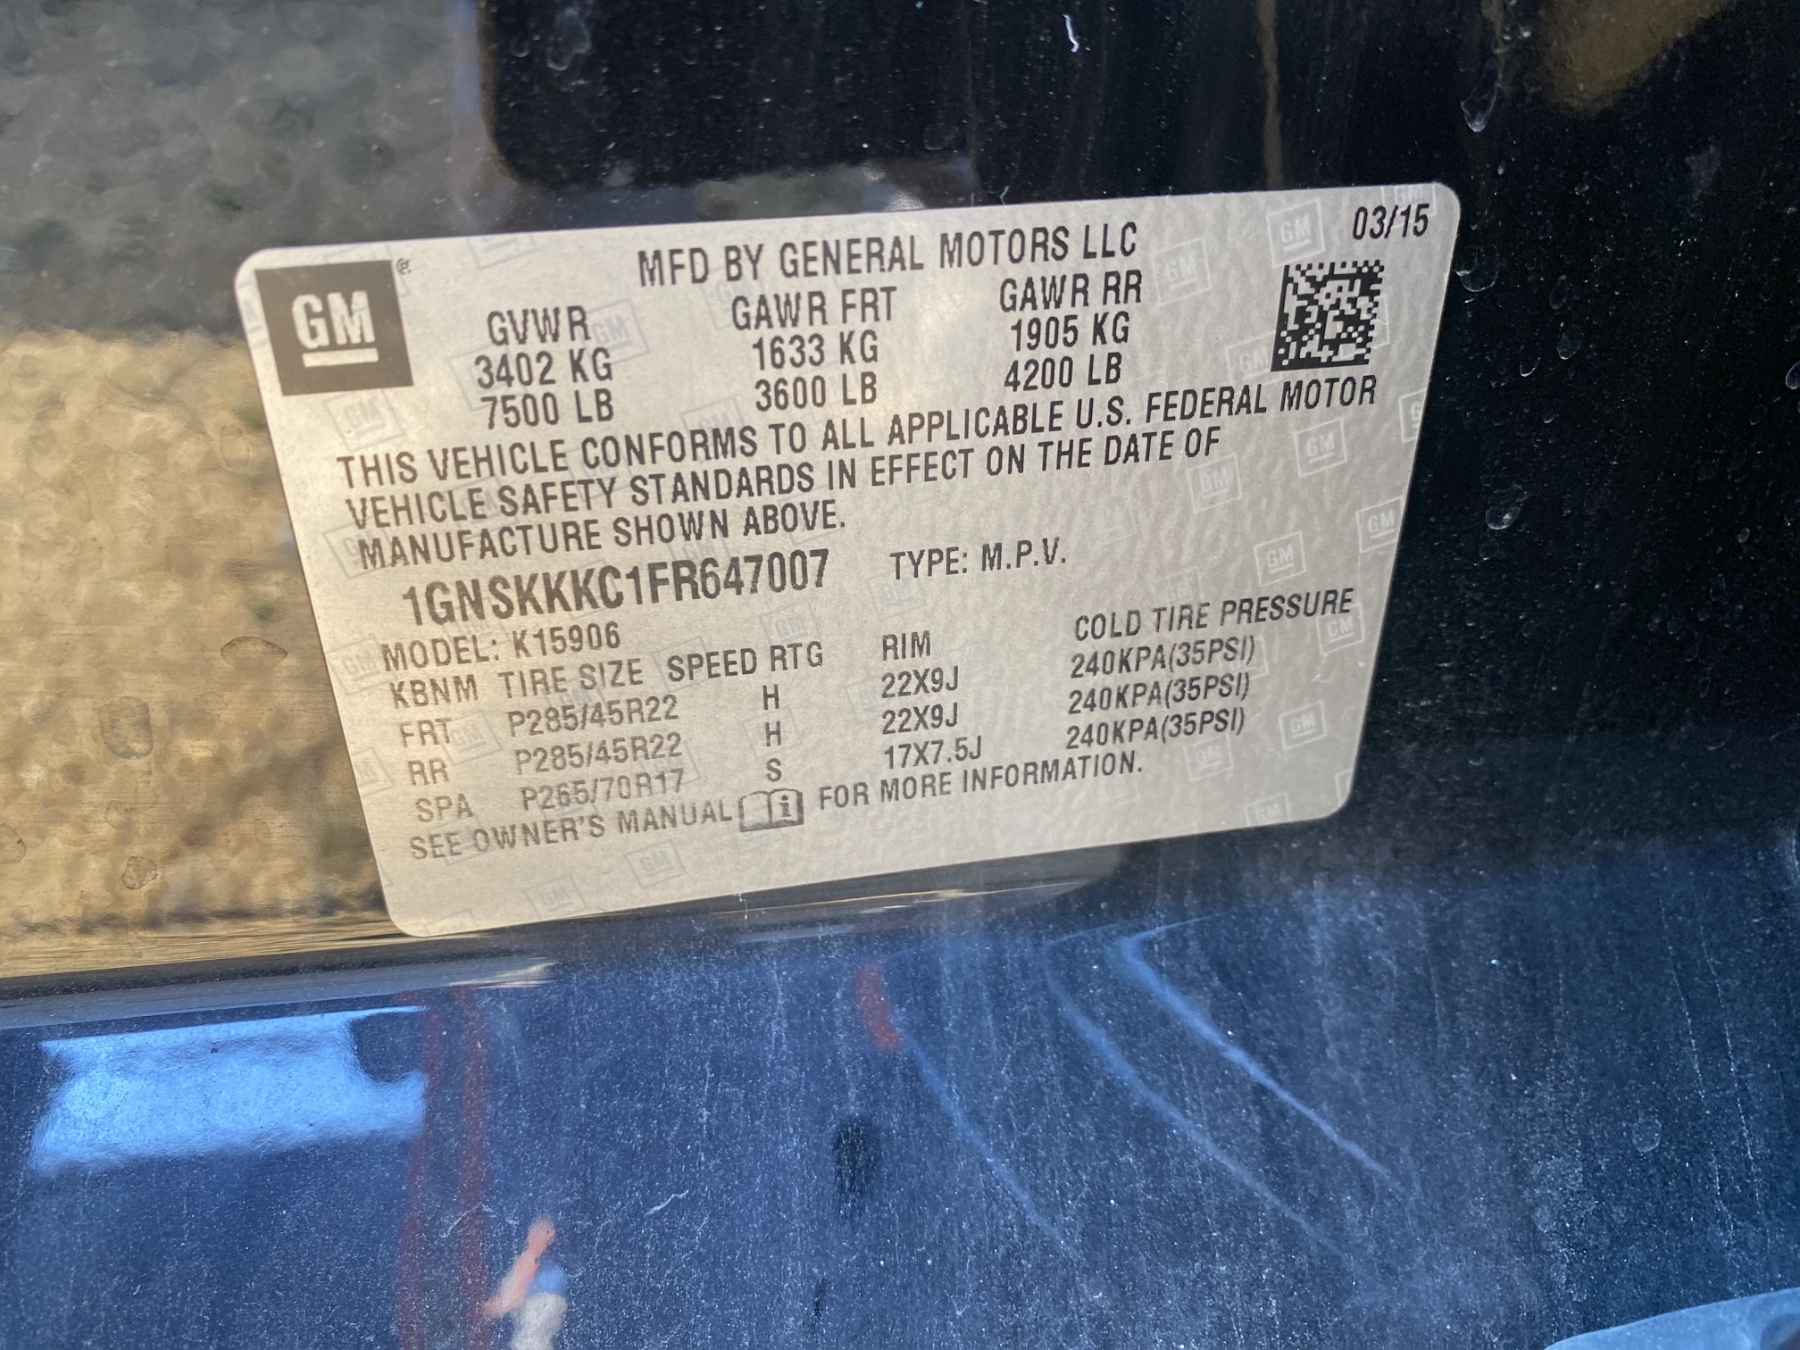 MFD BY GENERAL MOTORS LLC 03/15
GM
GVWR GAWR FRT GAWR RR
3402 KG 1633 KG 1905 KG
7500 LB 3600 LB 4200 LB
THIS VEHICLE CONFORMS TO ALL APPLICABLE U.S. FEDERAL MOTOR
VEHICLE SAFETY STANDARDS IN EFFECT ON THE DATE OF
MANUFACTURE SHOWN ABOVE.
1GNSKKKC1FR647007 TYPE: M.P.V.
MODEL: K15906
KBNM TIRE SIZE SPEED RTG RIM COLD TIRE PRESSURE
FRT P285/45R22 H 22X9J 240KPA(35PSI)
RR P285/45R22 H 22X9J 240KPA(35PSI)
SPA P265/70R17 S 17X7.5J 240KPA(35PSI)
SEE OWNER'S MANUAL FOR MORE INFORMATION.